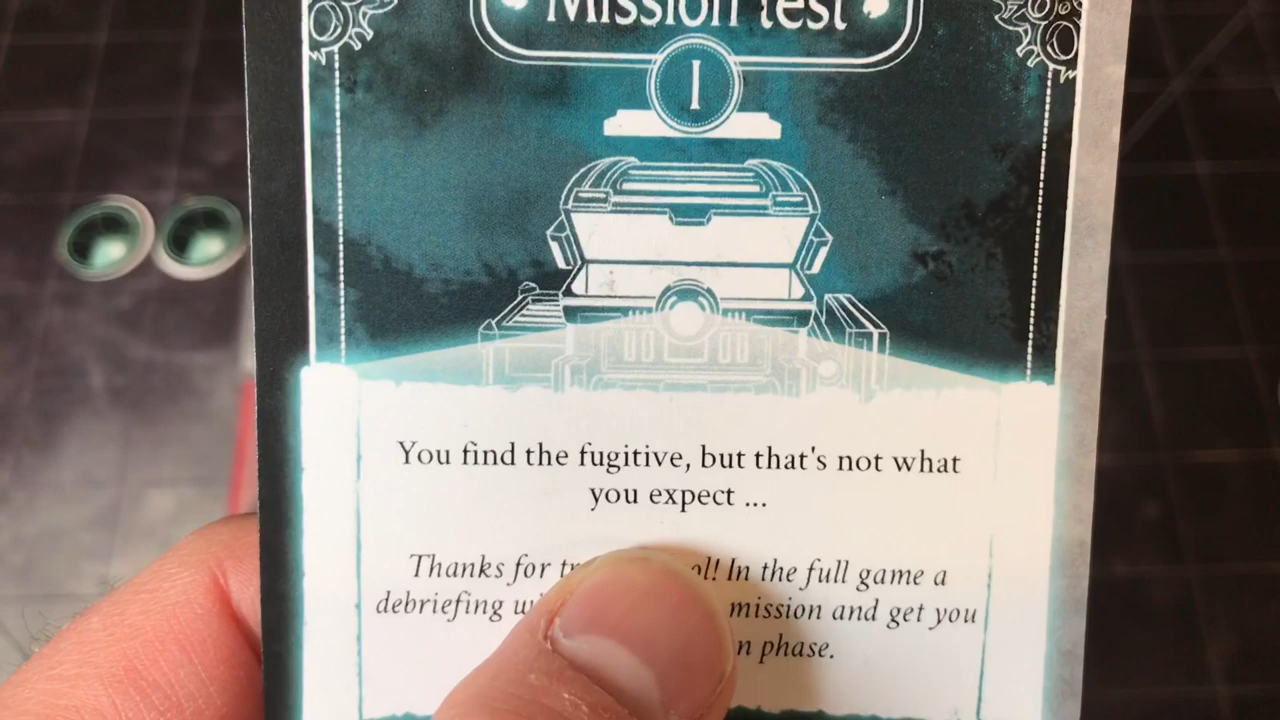 Mission test
I
You find the fugitive, but that's not what
you expect ...
Thanks for In the full game a
debriefing mission and get you
phase.